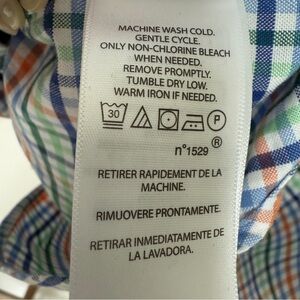 MACHINE WASH COLD.
GENTLE CYCLE.
ONLY NON-CHLORINE BLEACH
WHEN NEEDED.
REMOVE PROMPTLY.
TUMBLE DRY LOW.
WARM IRON IF NEEDED.
30 P
®
n°1529
RETIRER RAPIDEMENT DE LA
MACHINE.
RIMUOVERE PRONTAMENTE.
RETIRAR INMEDIATAMENTE DE
LA LAVADORA.